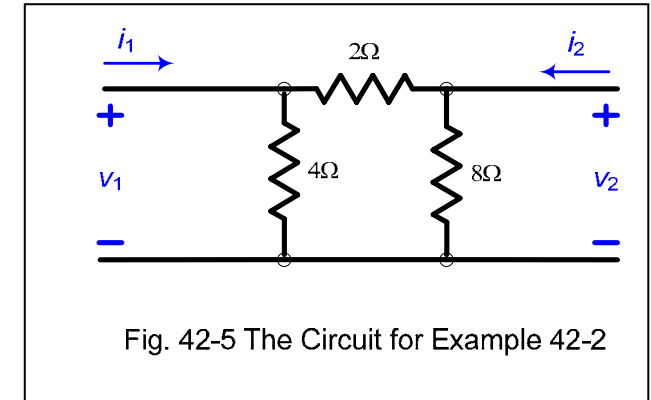 i1
i2
2Ω
+
+
v1
4Ω
8Ω
v2
−
−
Fig. 42-5 The Circuit for Example 42-2